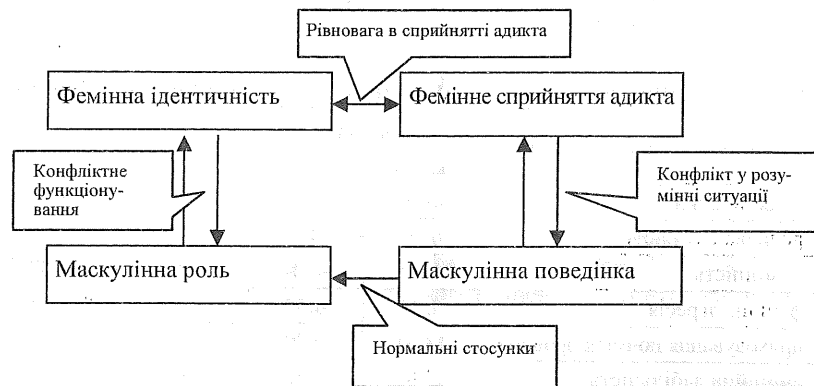 Рівновага в сприйнятті адикта
Фемінна ідентичність
Фемінне сприйняття адикта
Конфліктне
функціону-
вання
Конфлікт у розу-
мінні ситуації
Маскулінна роль
Маскулінна поведінка
Нормальні стосунки